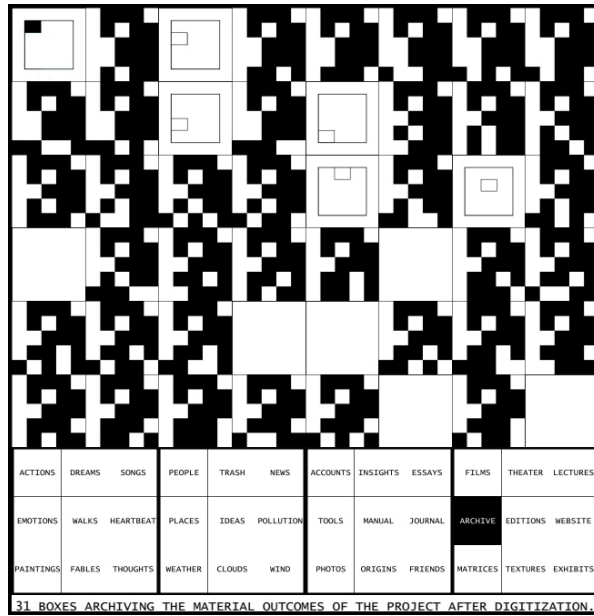 ACTIONS DREAMS SONGS PEOPLE TRASH NEWS ACCOUNTS INSIGHTS ESSAYS FILMS THEATER LECTURES
EMOTIONS WALKS HEARTBEAT PLACES IDEAS POLLUTION TOOLS MANUAL JOURNAL ARCHIVE EDITIONS WEBSITE
PAINTINGS FABLES THOUGHTS WEATHER CLOUDS WIND PHOTOS ORIGINS FRIENDS MATRICES TEXTURES EXHIBITS
31 BOXES ARCHIVING THE MATERIAL OUTCOMES OF THE PROJECT AFTER DIGITIZATION.